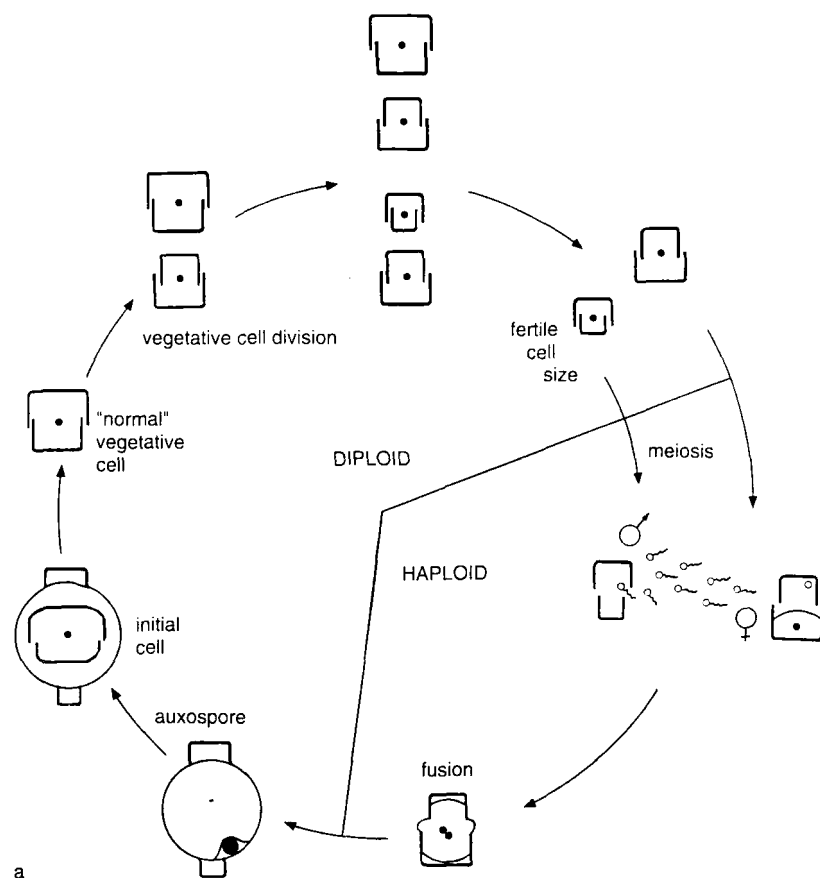 vegetative cell division
fertile
cell
size
"normal"
vegetative
cell
DIPLOID
meiosis
HAPLOID
initial
cell
auxospore
fusion
a